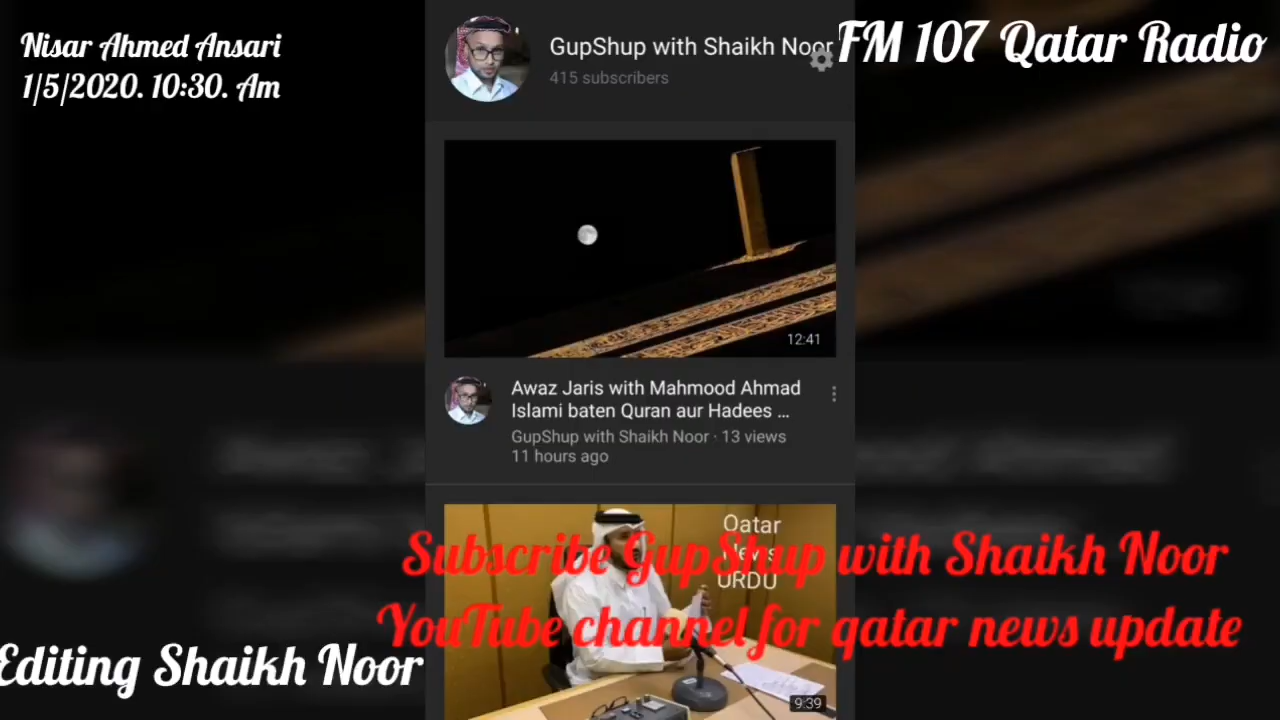 Nisar Ahmed Ansari
1/5/2020. 10:30. Am
GupShup with Shaikh Noor
415 subscribers
FM 107 Qatar Radio
12:41
Awaz Jaris with Mahmood Ahmad
Islami baten Quran aur Hadees ...
GupShup with Shaikh Noor · 13 views
11 hours ago
Qatar
News
URDU
Subscribe GupShup with Shaikh Noor
YouTube channel for qatar news update
Editing Shaikh Noor
9:39